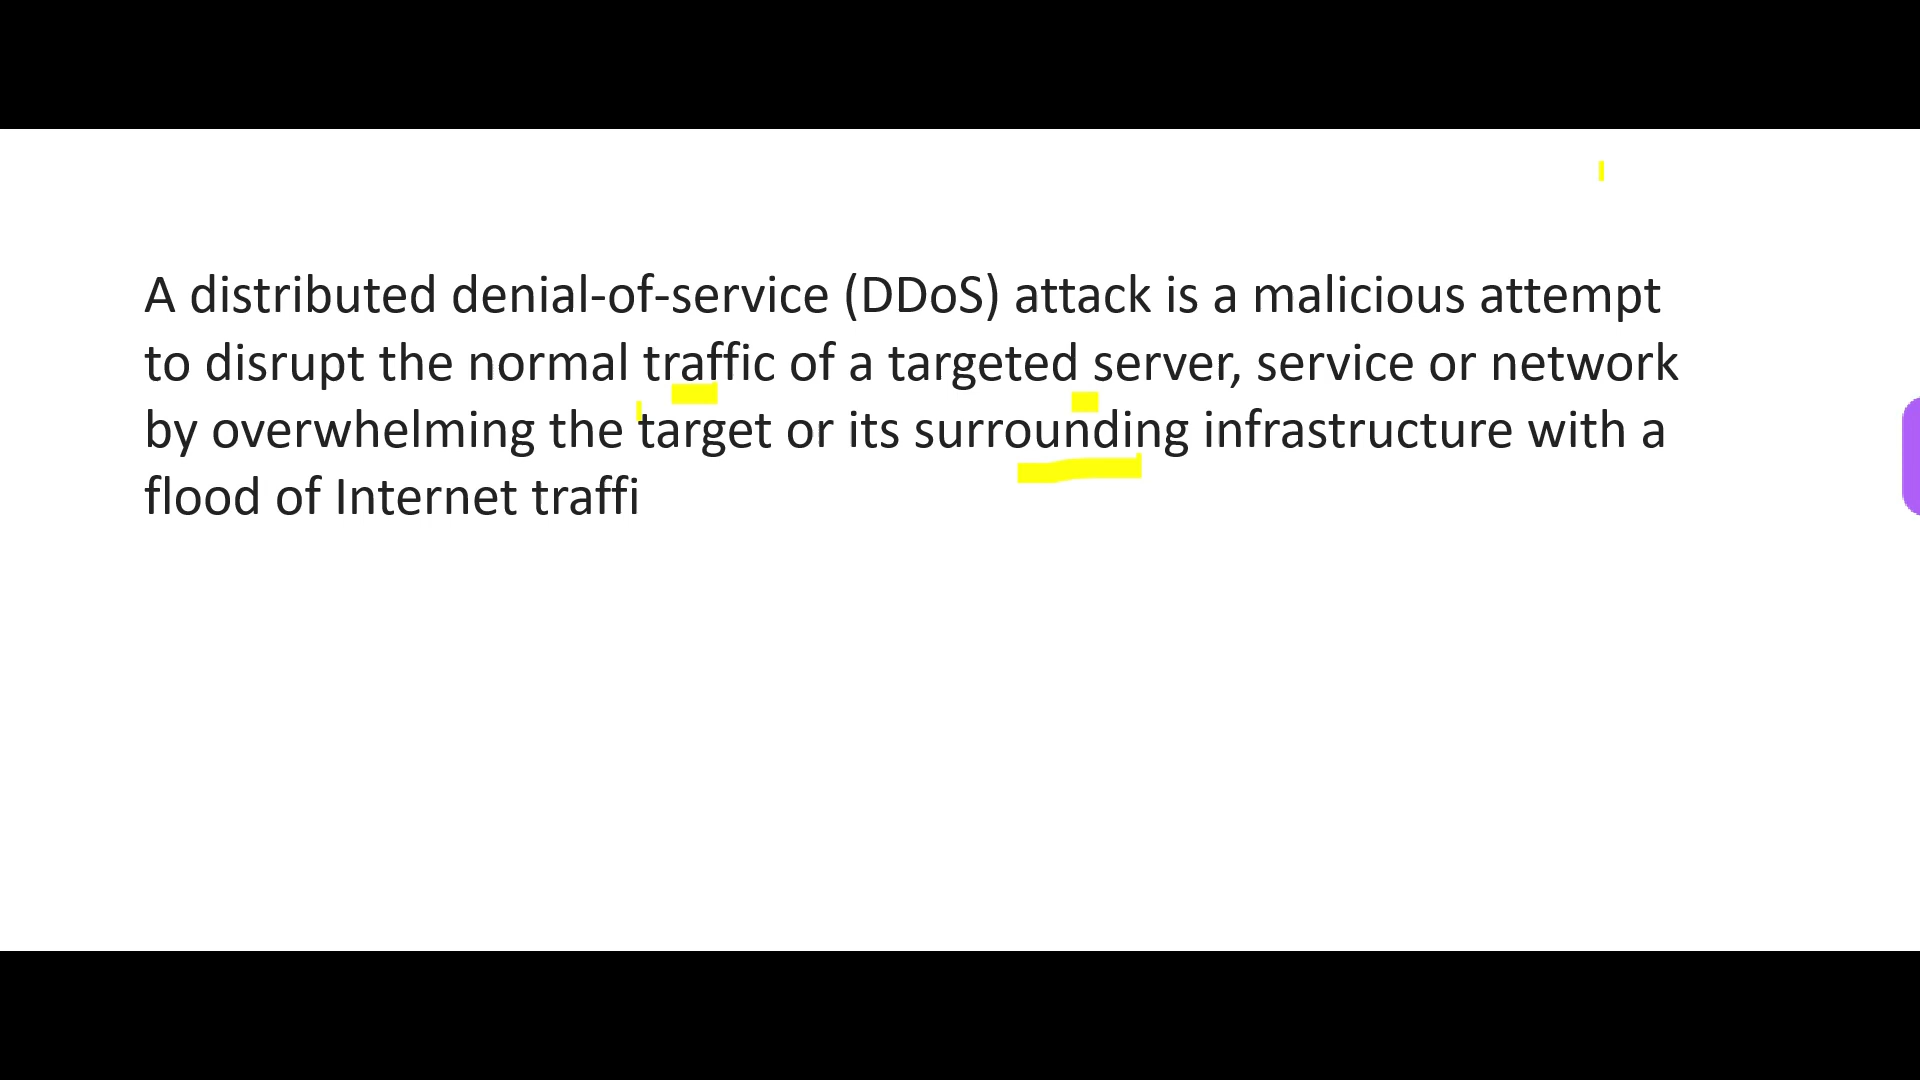 A distributed denial-of-service (DDoS) attack is a malicious attempt
to disrupt the normal traffic of a targeted server, service or network
by overwhelming the target or its surrounding infrastructure with a
flood of Internet traffi